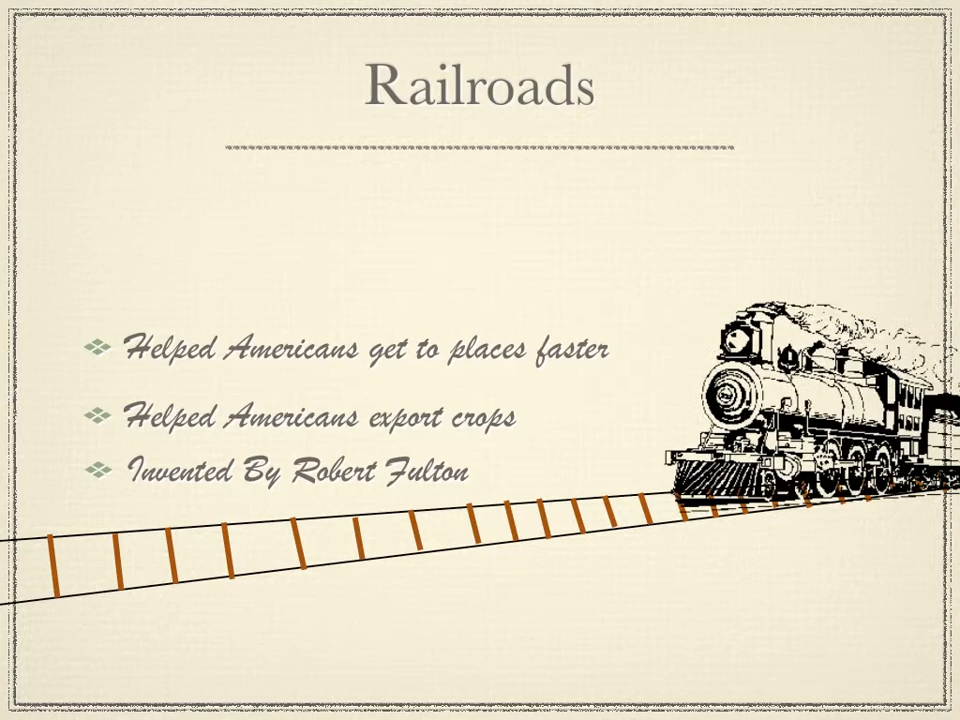 Railroads
Helped Americans get to places faster
Helped Americans export crops
Invented By Robert Fulton